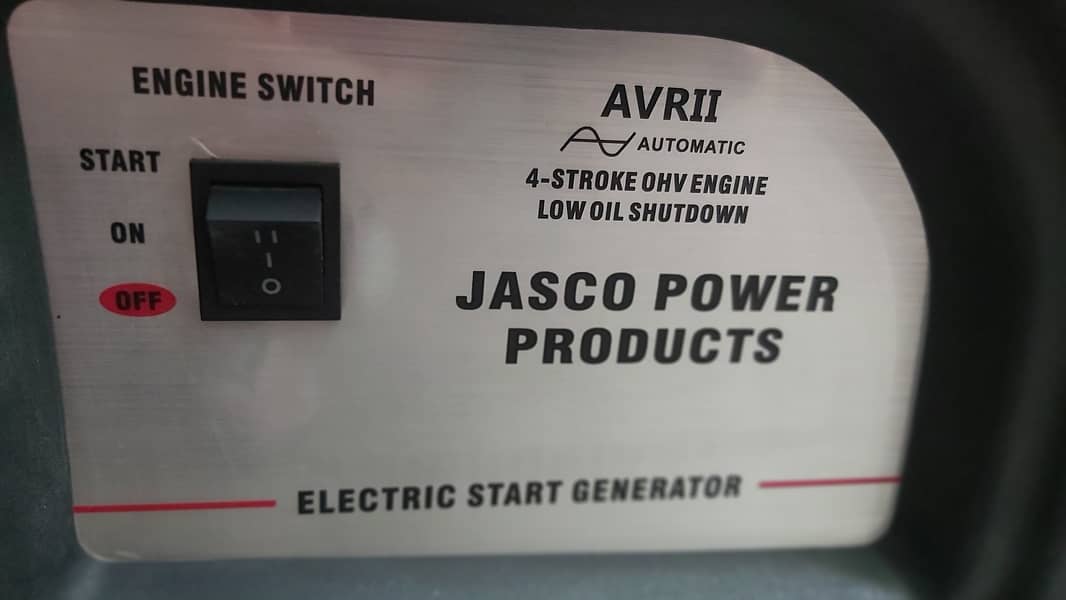 ENGINE SWITCH
START
ON
OFF
II
I
O
AVRII
AUTOMATIC
4-STROKE OHV ENGINE
LOW OIL SHUTDOWN
JASCO POWER
PRODUCTS
ELECTRIC START GENERATOR